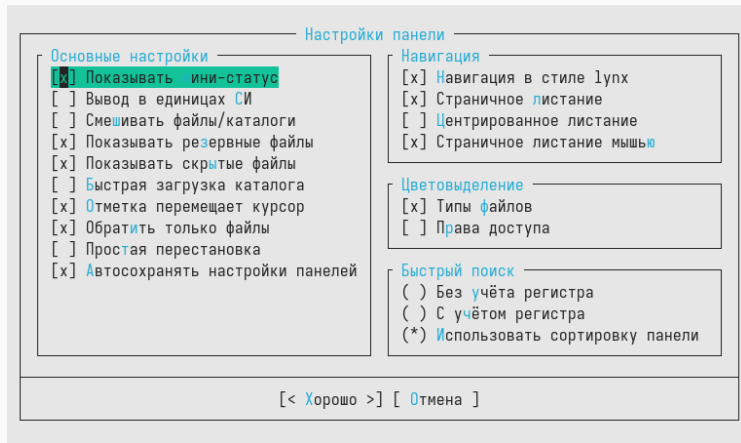 Настройки панели
Основные настройки
[x] Показывать ини-статус
[ ] Вывод в единицах СИ
[ ] Смешивать файлы/каталоги
[x] Показывать резервные файлы
[x] Показывать скрытые файлы
[ ] Быстрая загрузка каталога
[x] Отметка перемещает курсор
[x] Обратить только файлы
[ ] Простая перестановка
[x] Автосохранять настройки панелей
Навигация
[x] Навигация в стиле lynx
[x] Страничное листание
[ ] Центрированное листание
[x] Страничное листание мышью
Цветовыделение
[x] Типы файлов
[ ] Права доступа
Быстрый поиск
( ) Без учёта регистра
( ) С учётом регистра
(*) Использовать сортировку панели
[< Хорошо >] [ Отмена ]